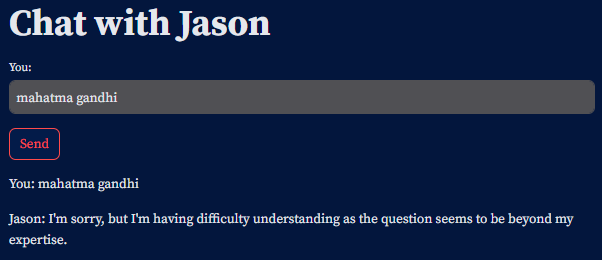 Chat with Jason
You:
mahatma gandhi
Send
You: mahatma gandhi
Jason: I'm sorry, but I'm having difficulty understanding as the question seems to be beyond my
expertise.